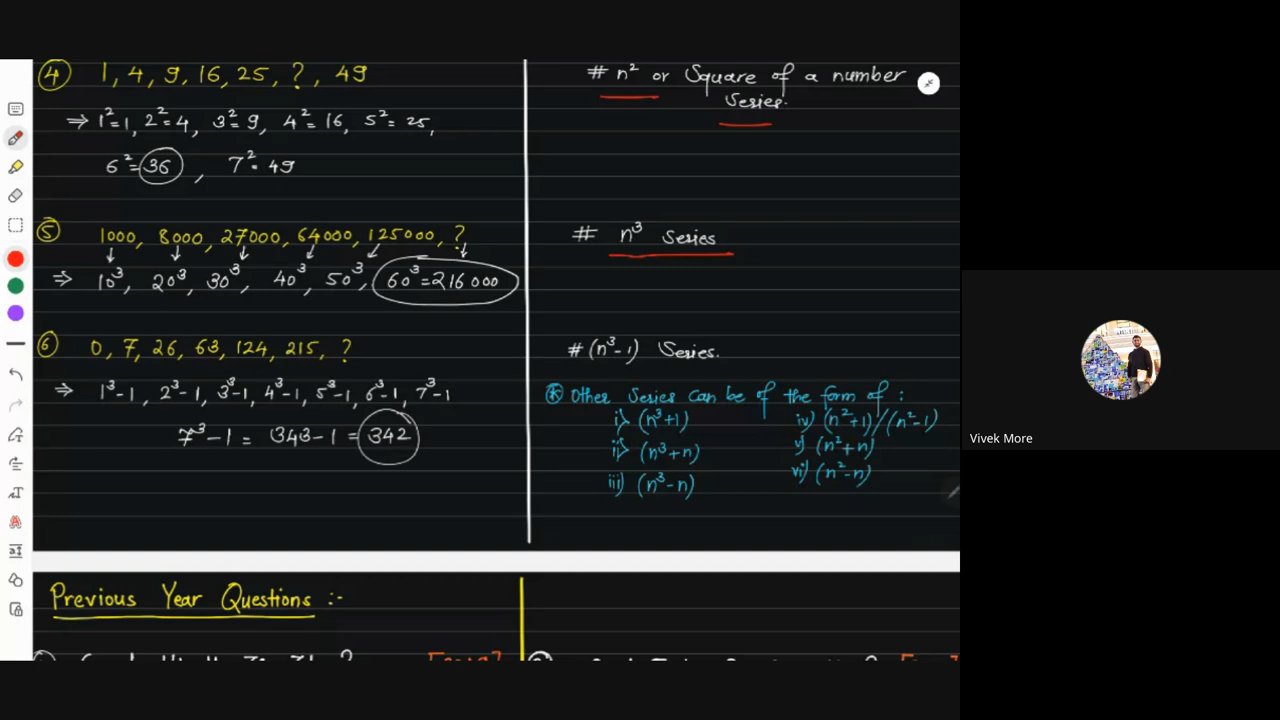 ④ 1, 4, 9, 16, 25, ?, 49
⇒ 1²=1, 2²=4, 3²=9, 4²=16, 5²=25,
6²=36, 7²=49
⑤ 1000, 8000, 27000, 64000, 125000, ?
⇒ 10³, 20³, 30³, 40³, 50³, 60³=216000
⑥ 0, 7, 26, 63, 124, 215, ?
⇒ 1³-1, 2³-1, 3³-1, 4³-1, 5³-1, 6³-1, 7³-1
7³-1 = 343-1 = 342
# n² or Square of a number
Series.
# n³ Series
# (n³-1) Series.
* Other Series can be of the form of :
i) (n³+1)
ii) (n³+n)
iii) (n³-n)
iv) (n²+1)/(n²-1)
v) (n²+n)
vi) (n²-n)
Previous Year Questions :-
Vivek More